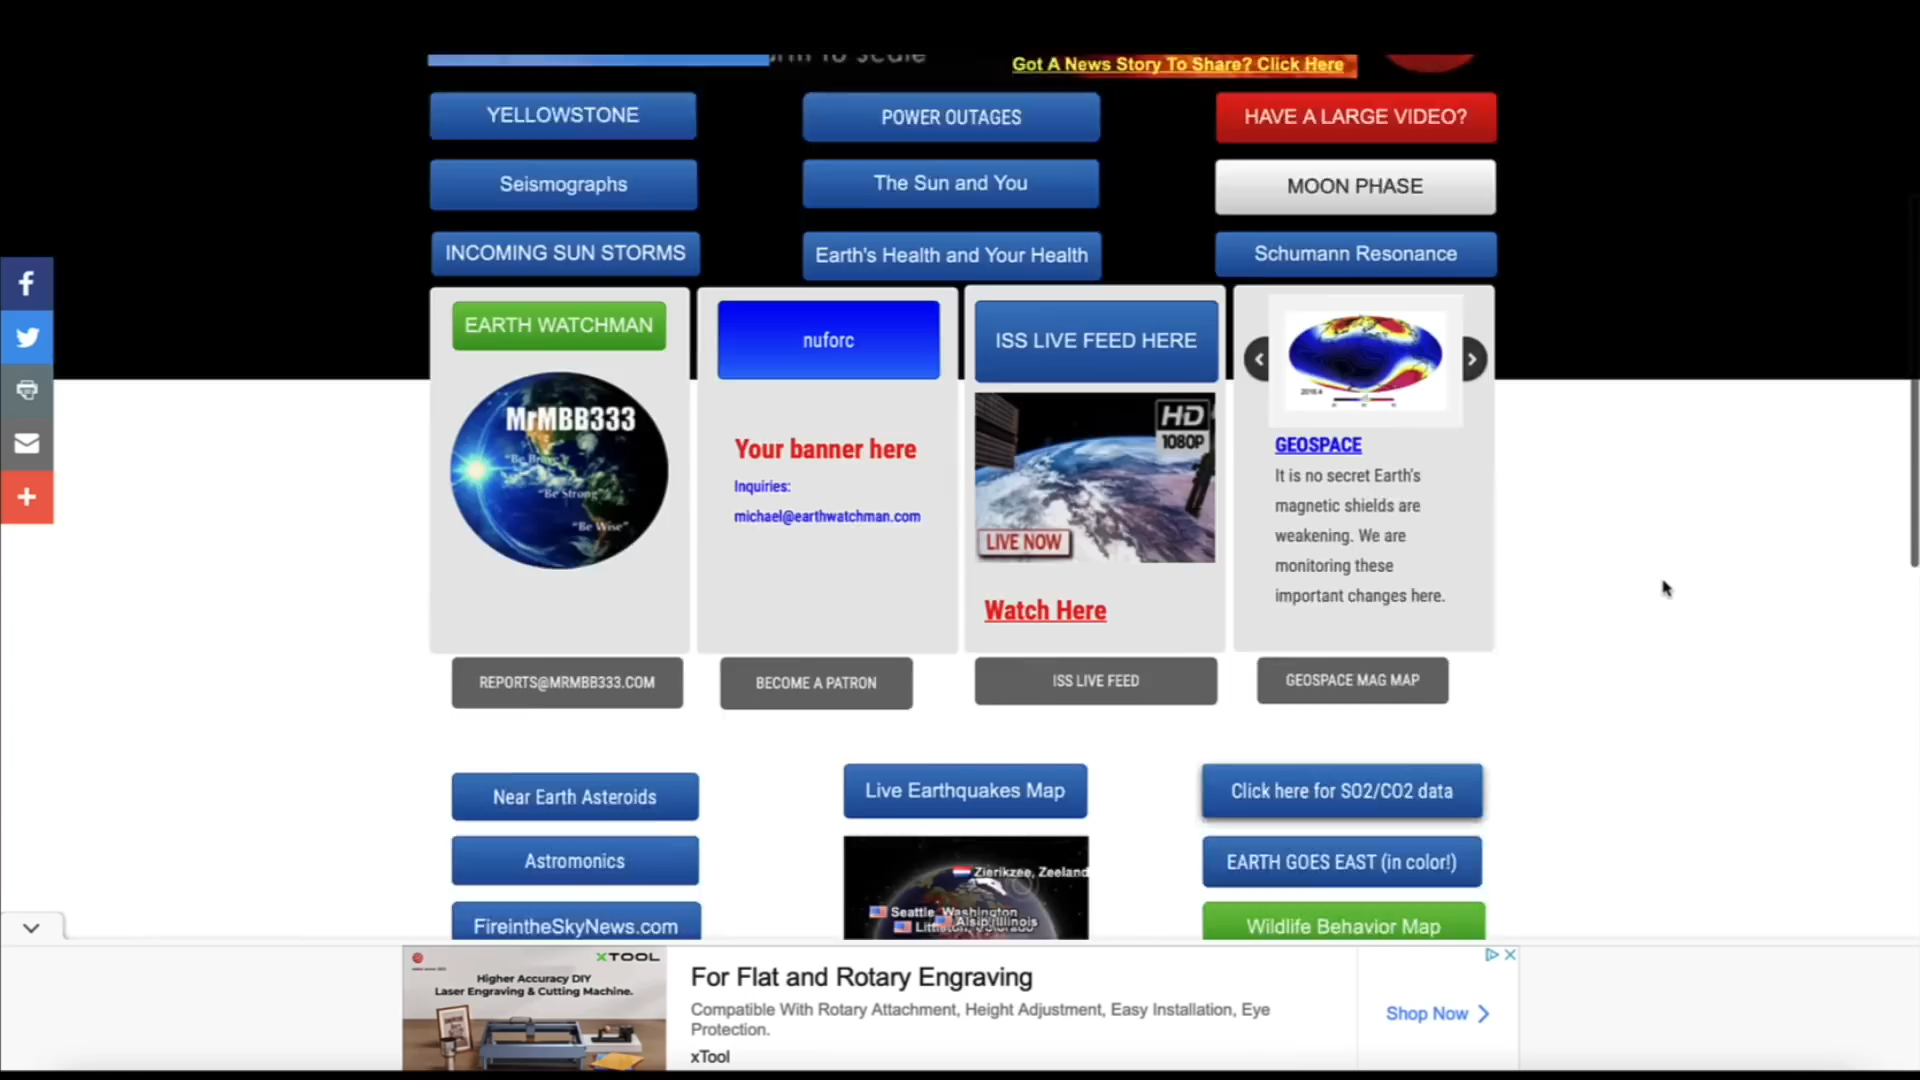 Got A News Story To Share? Click Here
YELLOWSTONE
POWER OUTAGES
HAVE A LARGE VIDEO?
Seismographs
The Sun and You
MOON PHASE
INCOMING SUN STORMS
Earth's Health and Your Health
Schumann Resonance
EARTH WATCHMAN
MrMBB333
"Be Brave"
"Be Strong"
"Be Wise"
nuforc
Your banner here
Inquiries:
michael@earthwatchman.com
ISS LIVE FEED HERE
HD
1080P
LIVE NOW
Watch Here
GEOSPACE
It is no secret Earth's
magnetic shields are
weakening. We are
monitoring these
important changes here.
REPORTS@MRMBB333.COM
BECOME A PATRON
ISS LIVE FEED
GEOSPACE MAG MAP
Near Earth Asteroids
Live Earthquakes Map
Click here for SO2/CO2 data
Astromonics
EARTH GOES EAST (in color!)
FireintheSkyNews.com
Zierikzee, Zeeland
Seattle, Washington
Alsip, Illinois
Wildlife Behavior Map
XTOOL
Higher Accuracy DIY
Laser Engraving & Cutting Machine.
For Flat and Rotary Engraving
Compatible With Rotary Attachment, Height Adjustment, Easy Installation, Eye
Protection.
xTool
Shop Now